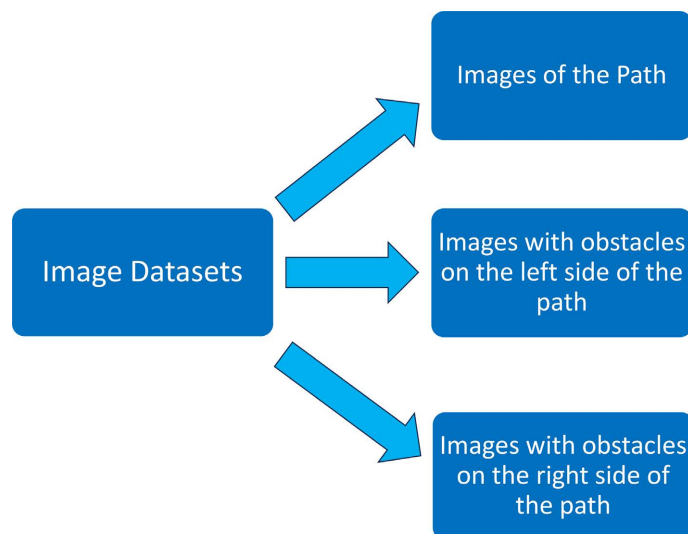 Images of the Path
Image Datasets
Images with obstacles
on the left side of the
path
Images with obstacles
on the right side of
the path